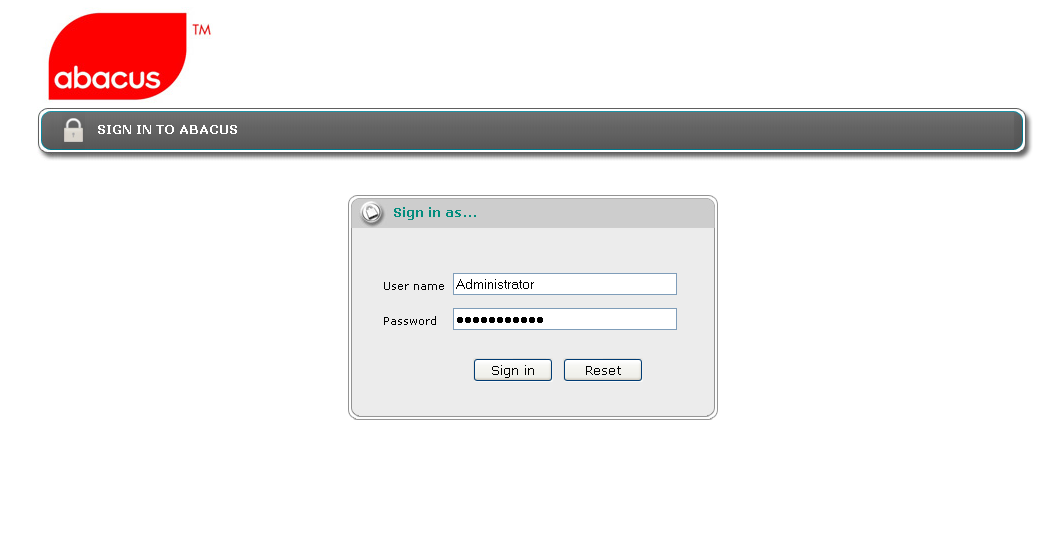 abacus TM
SIGN IN TO ABACUS
Sign in as...
User name Administrator
Password •••••••••••
Sign in Reset